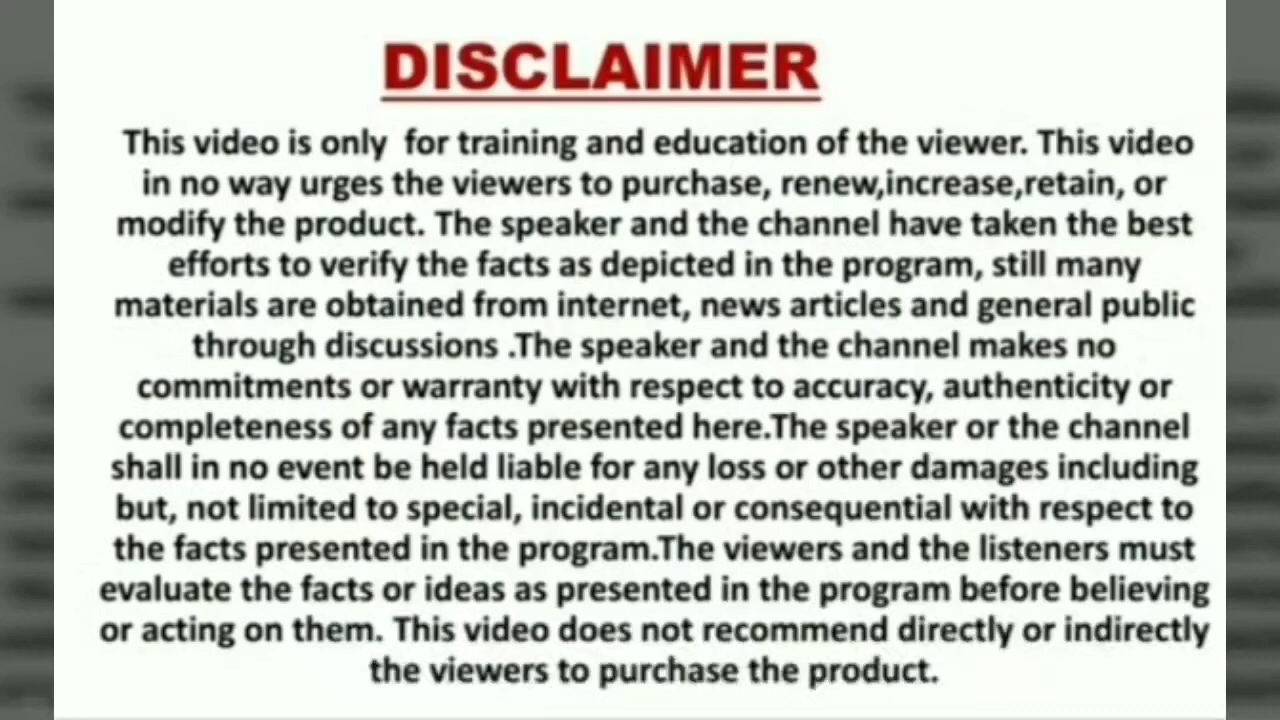 DISCLAIMER
This video is only for training and education of the viewer. This video
in no way urges the viewers to purchase, renew,increase,retain, or
modify the product. The speaker and the channel have taken the best
efforts to verify the facts as depicted in the program, still many
materials are obtained from internet, news articles and general public
through discussions .The speaker and the channel makes no
commitments or warranty with respect to accuracy, authenticity or
completeness of any facts presented here.The speaker or the channel
shall in no event be held liable for any loss or other damages including
but, not limited to special, incidental or consequential with respect to
the facts presented in the program.The viewers and the listeners must
evaluate the facts or ideas as presented in the program before believing
or acting on them. This video does not recommend directly or indirectly
the viewers to purchase the product.